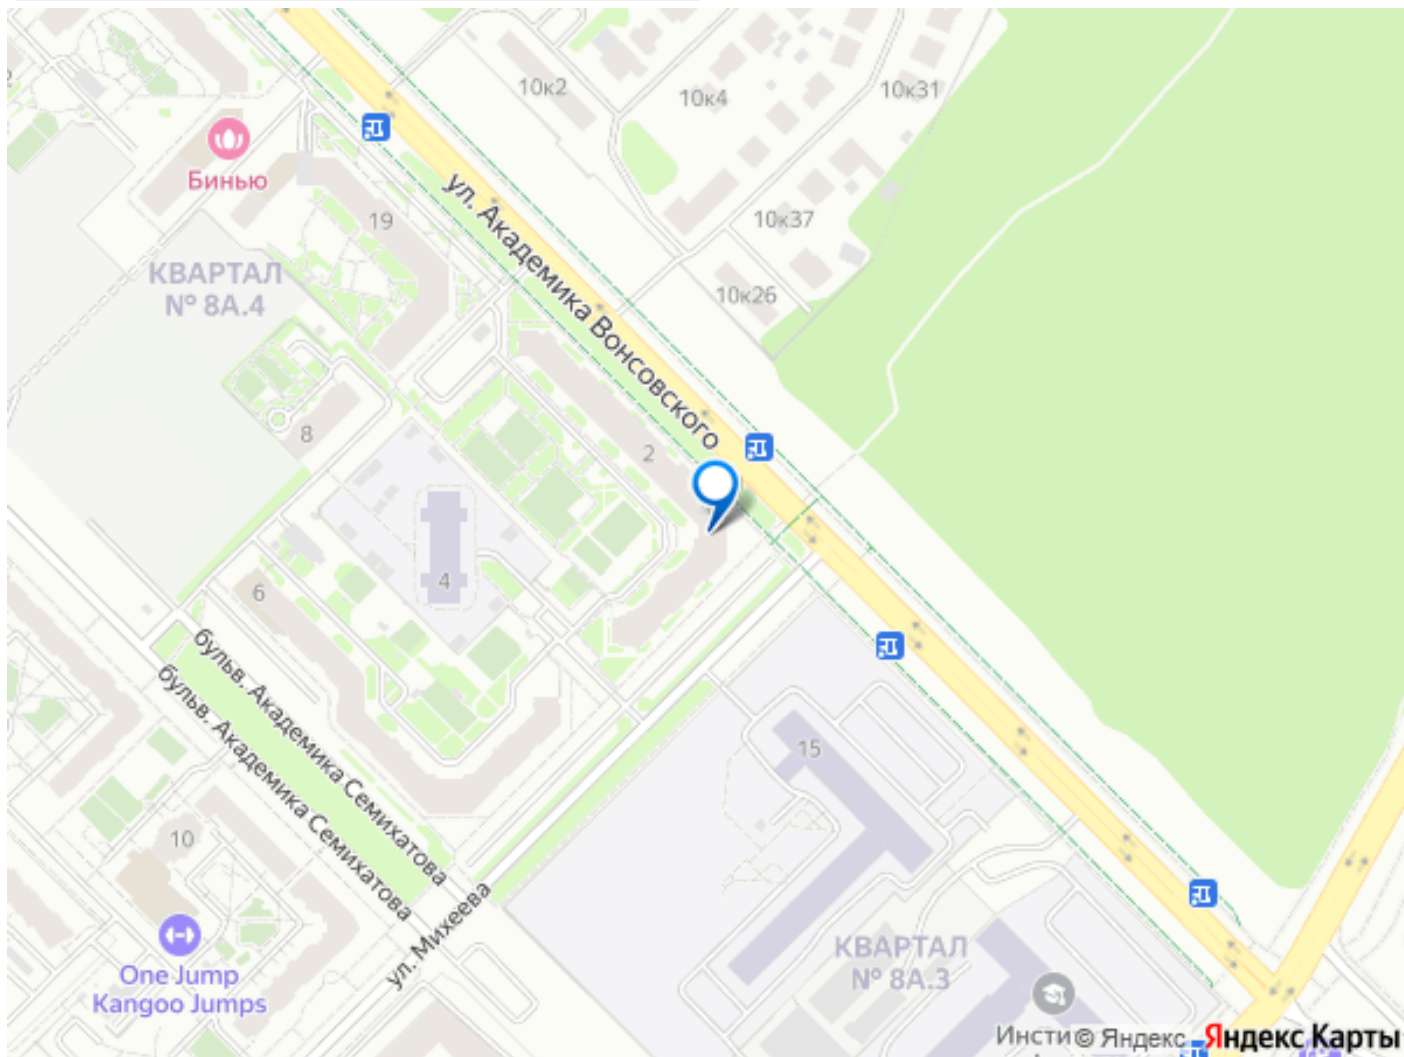 10к2
10к4
10к31
Бинью
19
ул. Академика Вонсовского
10к37
КВАРТАЛ
№ 8А.4
10к26
8
2
4
6
бульв. Академика Семихатова
бульв. Академика Семихатова
15
10
ул. Михеева
КВАРТАЛ
№ 8А.3
One Jump
Kangoo Jumps
Инсти
© Яндекс
Яндекс Карты